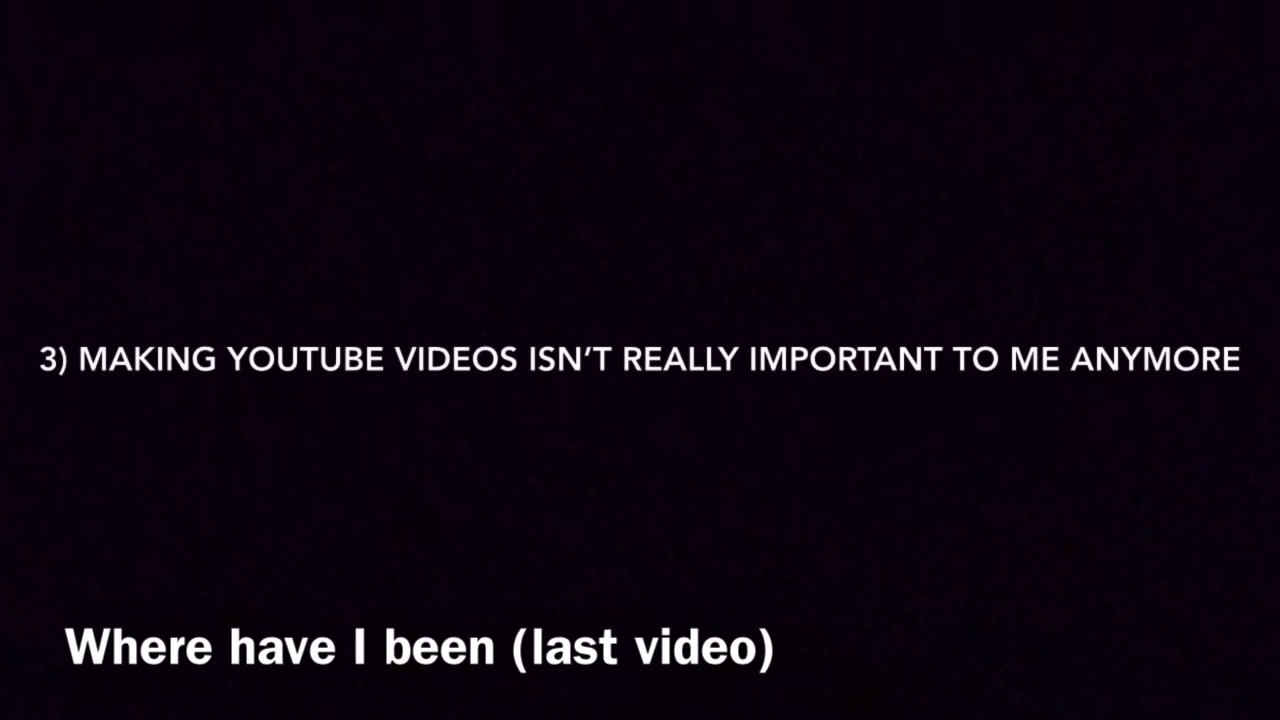 3) MAKING YOUTUBE VIDEOS ISN’T REALLY IMPORTANT TO ME ANYMORE
Where have I been (last video)